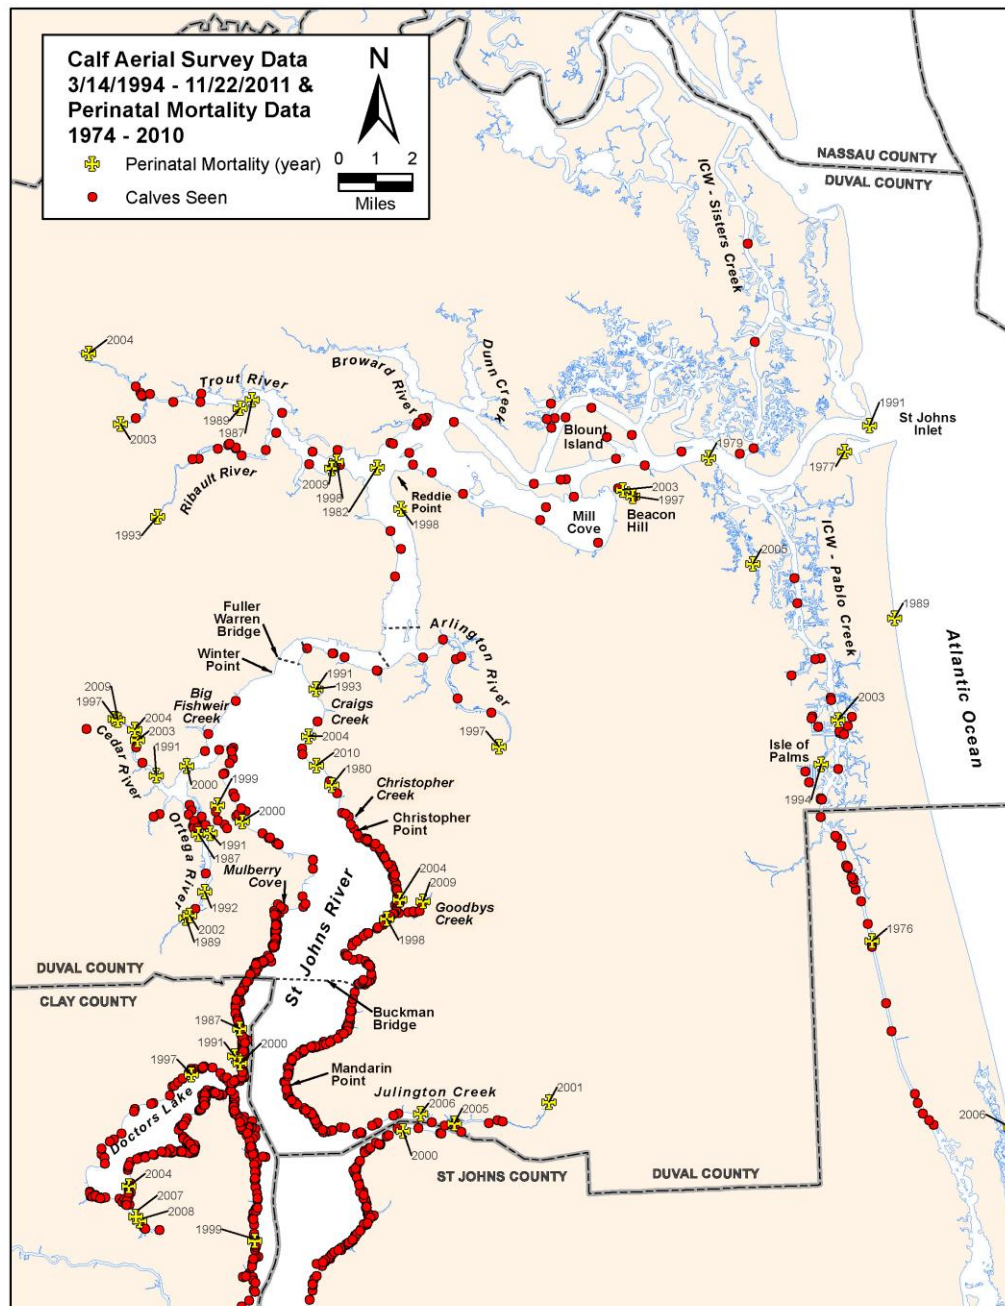 Calf Aerial Survey Data
3/14/1994 - 11/22/2011 &
Perinatal Mortality Data
1974 - 2010
Perinatal Mortality (year)
Calves Seen
N
0 1 2
Miles
NASSAU COUNTY
DUVAL COUNTY
ICW - Sisters Creek
2004
Trout River
Broward River
Dunn Creek
1989
1987
2003
Blount
Island
1991
St Johns
Inlet
1979
1977
Ribault River
2009
1998
1982
Reddie
Point
1998
2003
1997
Mill
Cove
Beacon
Hill
1993
ICW - Pablo Creek
2005
1989
Fuller
Warren
Bridge
Arlington River
Winter
Point
Atlantic Ocean
1991
1993
Big
Fishweir
Creek
Craigs
Creek
2009
1997
2004
2003
Cedar River
1991
2004
2003
1997
2010
Isle of
Palms
2000
1999
1980
1994
Christopher
Creek
2000
Christopher
Point
Ortega River
1991
1987
Mulberry
Cove
1992
2004
2009
Goodbys
Creek
2002
1989
1998
St Johns River
1976
DUVAL COUNTY
CLAY COUNTY
Buckman
Bridge
1987
1991
2000
1997
Mandarin
Point
Julington Creek
2001
Doctors Lake
2006
2005
2006
2000
ST JOHNS COUNTY
DUVAL COUNTY
2004
2007
2008
1999